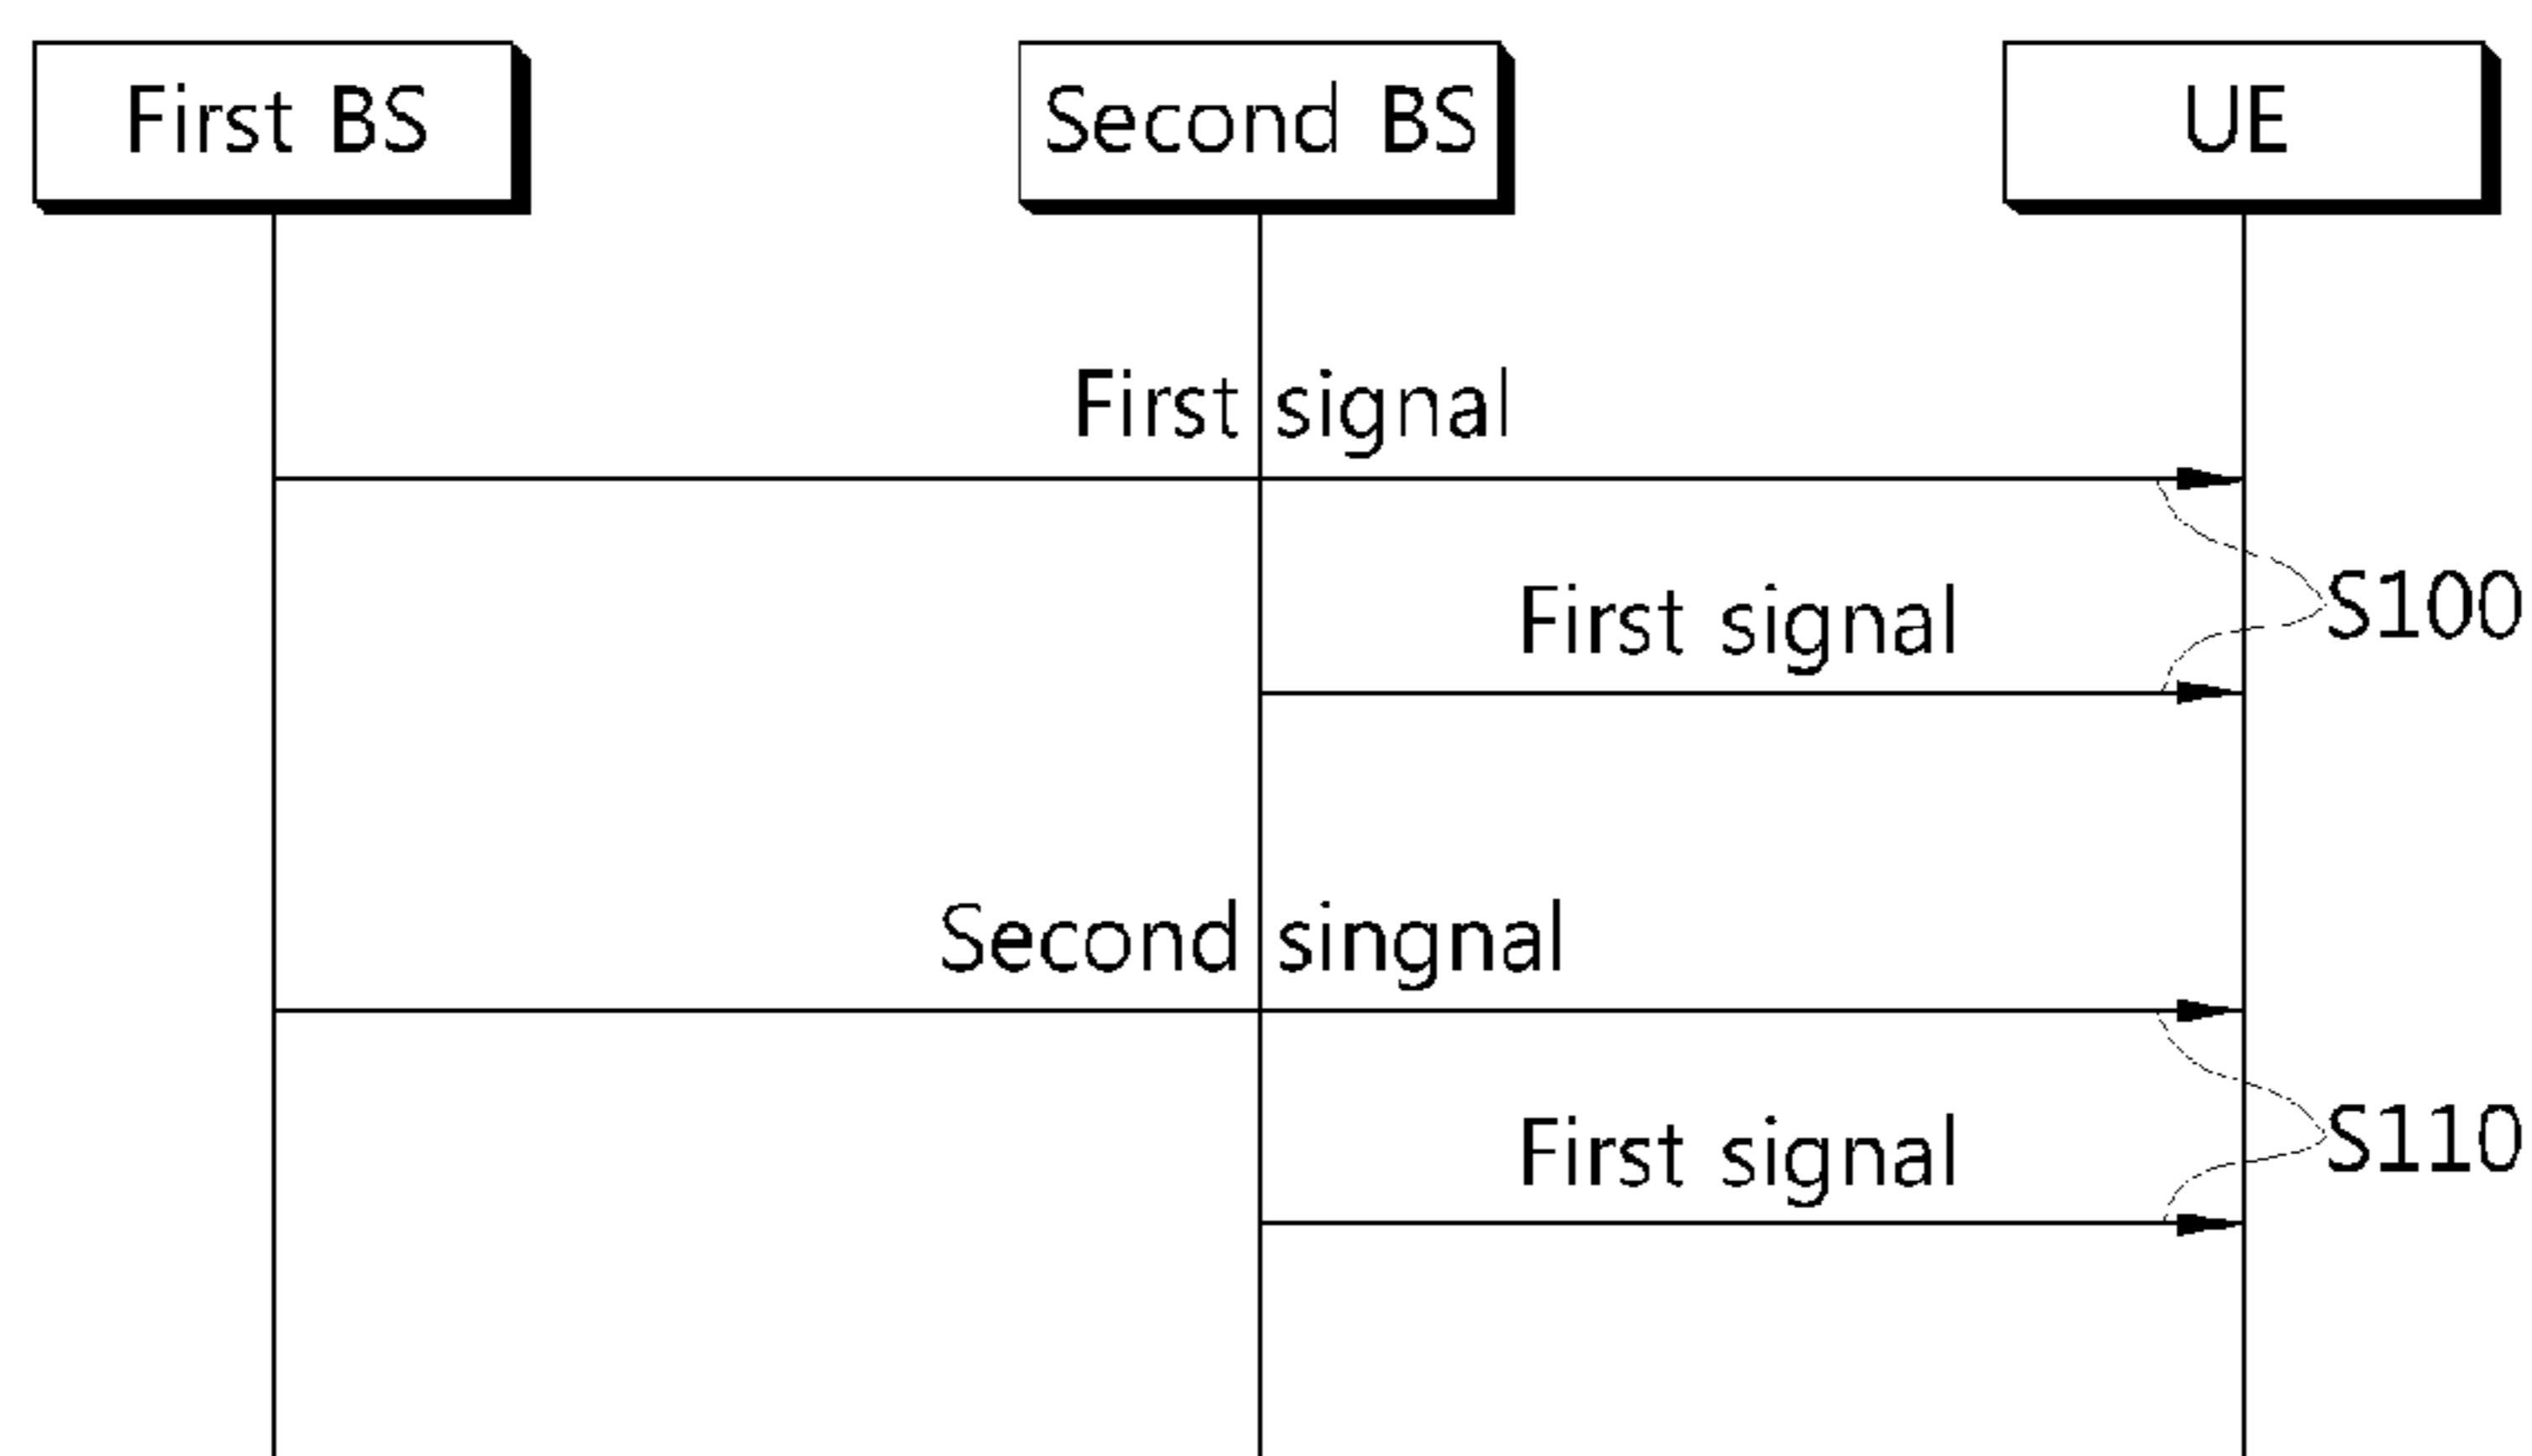 First BS
Second BS
UE
First signal
First signal
S100
Second singnal
First signal
S110